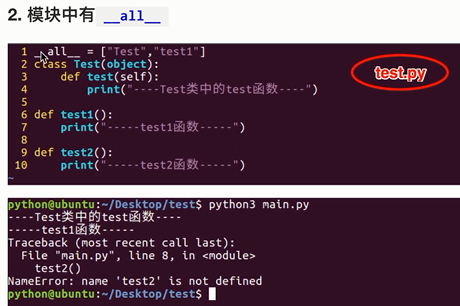 2. 模块中有 __all__
1 __all__ = ["Test","test1"]
2 class Test(object):
3     def test(self):
4         print("----Test类中的test函数----")
5
6 def test1():
7     print("-----test1函数-----")
8
9 def test2():
10     print("-----test2函数-----")
~
test.py
python@ubuntu:~/Desktop/test$ python3 main.py
----Test类中的test函数----
-----test1函数-----
Traceback (most recent call last):
  File "main.py", line 8, in <module>
    test2()
NameError: name 'test2' is not defined
python@ubuntu:~/Desktop/test$